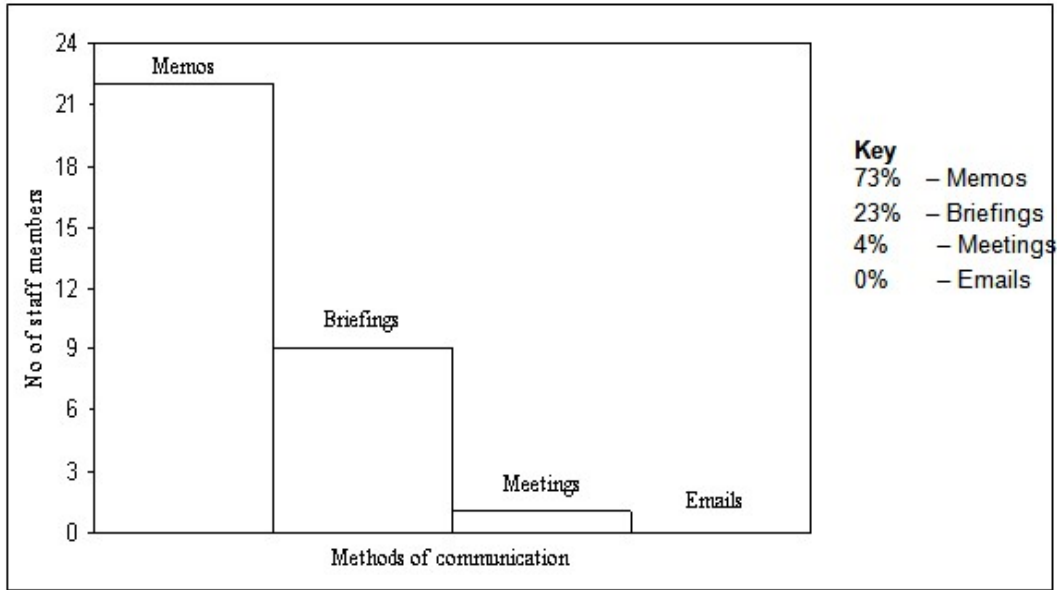 24
Memos
21
18
15
12
Briefings
9
6
3
Meetings
Emails
0
No of staff members
Methods of communication
Key
73% – Memos
23% – Briefings
4% – Meetings
0% – Emails